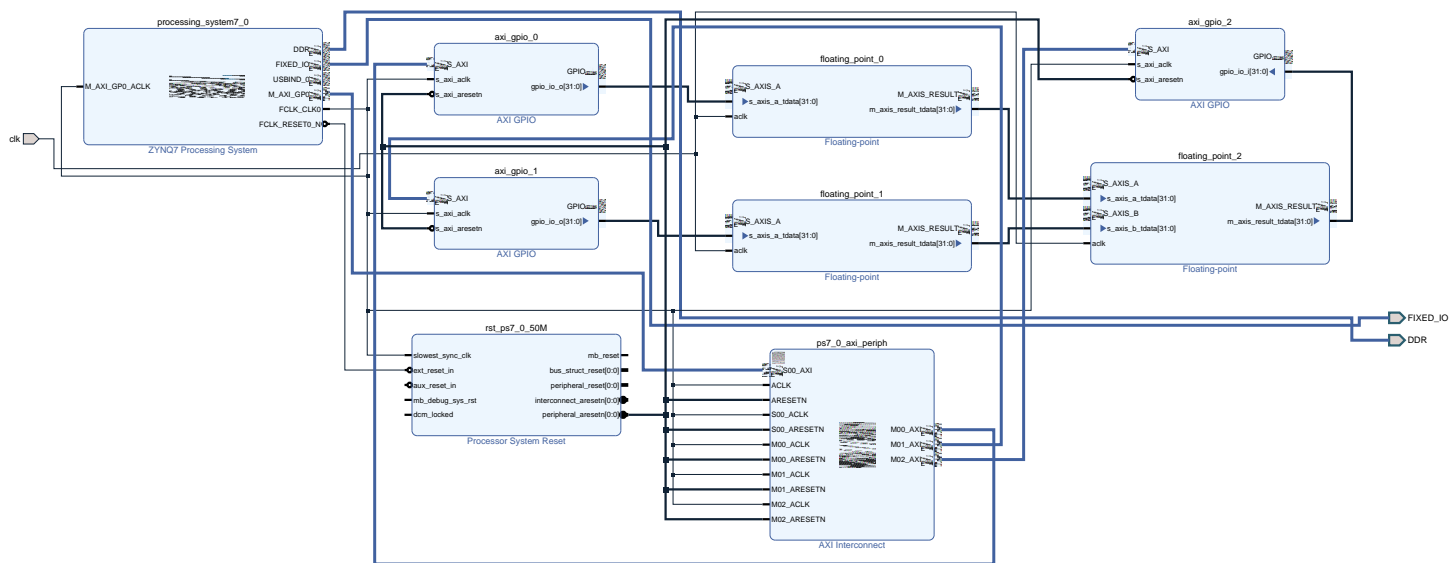 processing_system7_0
DDR
FIXED_IO
USBIND_0
M_AXI_GP0
M_AXI_GP0_ACLK
FCLK_CLK0
FCLK_RESET0_N
ZYNQ7 Processing System
clk
axi_gpio_0
S_AXI
s_axi_aclk
s_axi_aresetn
GPIO
gpio_io_o[31:0]
AXI GPIO
axi_gpio_1
S_AXI
s_axi_aclk
s_axi_aresetn
GPIO
gpio_io_o[31:0]
AXI GPIO
floating_point_0
S_AXIS_A
s_axis_a_tdata[31:0]
aclk
M_AXIS_RESULT
m_axis_result_tdata[31:0]
Floating-point
floating_point_1
S_AXIS_A
s_axis_a_tdata[31:0]
aclk
M_AXIS_RESULT
m_axis_result_tdata[31:0]
Floating-point
axi_gpio_2
S_AXI
s_axi_aclk
s_axi_aresetn
GPIO
gpio_io_i[31:0]
AXI GPIO
floating_point_2
S_AXIS_A
s_axis_a_tdata[31:0]
S_AXIS_B
s_axis_b_tdata[31:0]
aclk
M_AXIS_RESULT
m_axis_result_tdata[31:0]
Floating-point
FIXED_IO
DDR
rst_ps7_0_50M
slowest_sync_clk
ext_reset_in
aux_reset_in
mb_debug_sys_rst
dcm_locked
mb_reset
bus_struct_reset[0:0]
peripheral_reset[0:0]
interconnect_aresetn[0:0]
peripheral_aresetn[0:0]
Processor System Reset
ps7_0_axi_periph
S00_AXI
ACLK
ARESETN
S00_ACLK
S00_ARESETN
M00_ACLK
M00_ARESETN
M01_ACLK
M01_ARESETN
M02_ACLK
M02_ARESETN
M00_AXI
M01_AXI
M02_AXI
AXI Interconnect